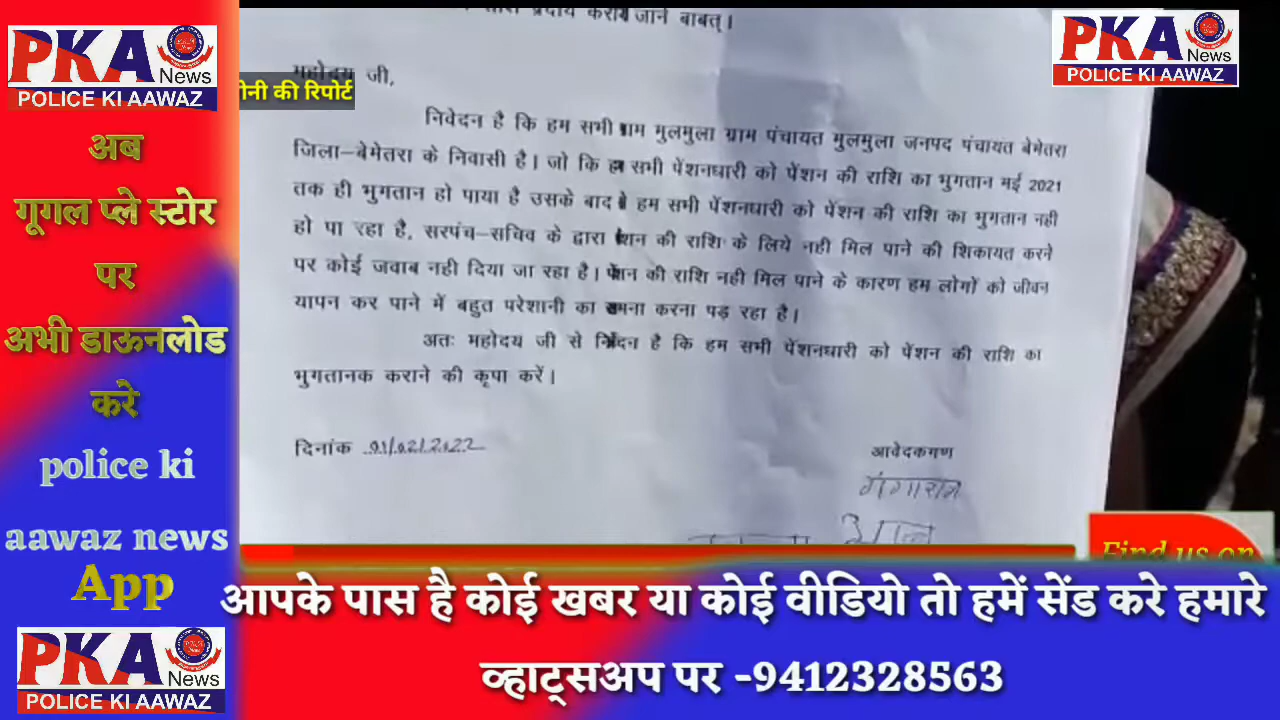 PKA News
POLICE KI AAWAZ
अब
गूगल प्ले स्टोर
पर
अभी डाऊनलोड
करे
police ki
aawaz news
App
PKA News
POLICE KI AAWAZ
PKA News
POLICE KI AAWAZ
कराये जाने बाबत्।
महोदय जी,
की रिपोर्ट
निवेदन है कि हम सभी ग्राम मुलमुला ग्राम पंचायत मुलमुला जनपद पंचायत बेमेतरा
जिला–बेमेतरा के निवासी है। जो कि हम सभी पेंशनधारी को पेंशन की राशि का भुगतान मई 2021
तक ही भुगतान हो पाया है उसके बाद से हम सभी पेंशनधारी को पेंशन की राशि का भुगतान नही
हो पा रहा है, सरपंच–सचिव के द्वारा पेंशन की राशि के लिये नही मिल पाने की शिकायत करने
पर कोई जवाब नही दिया जा रहा है। पेंशन की राशि नही मिल पाने के कारण हम लोगों को जीवन
यापन कर पाने में बहुत परेशानी का सामना करना पड़ रहा है।
अतः महोदय जी से निवेदन है कि हम सभी पेंशनधारी को पेंशन की राशि का
भुगतानक कराने की कृपा करें।
दिनांक 01/02/2022
आवेदकगण
गंगाराम
Find us on
आपके पास है कोई खबर या कोई वीडियो तो हमें सेंड करे हमारे
व्हाट्सअप पर -9412328563